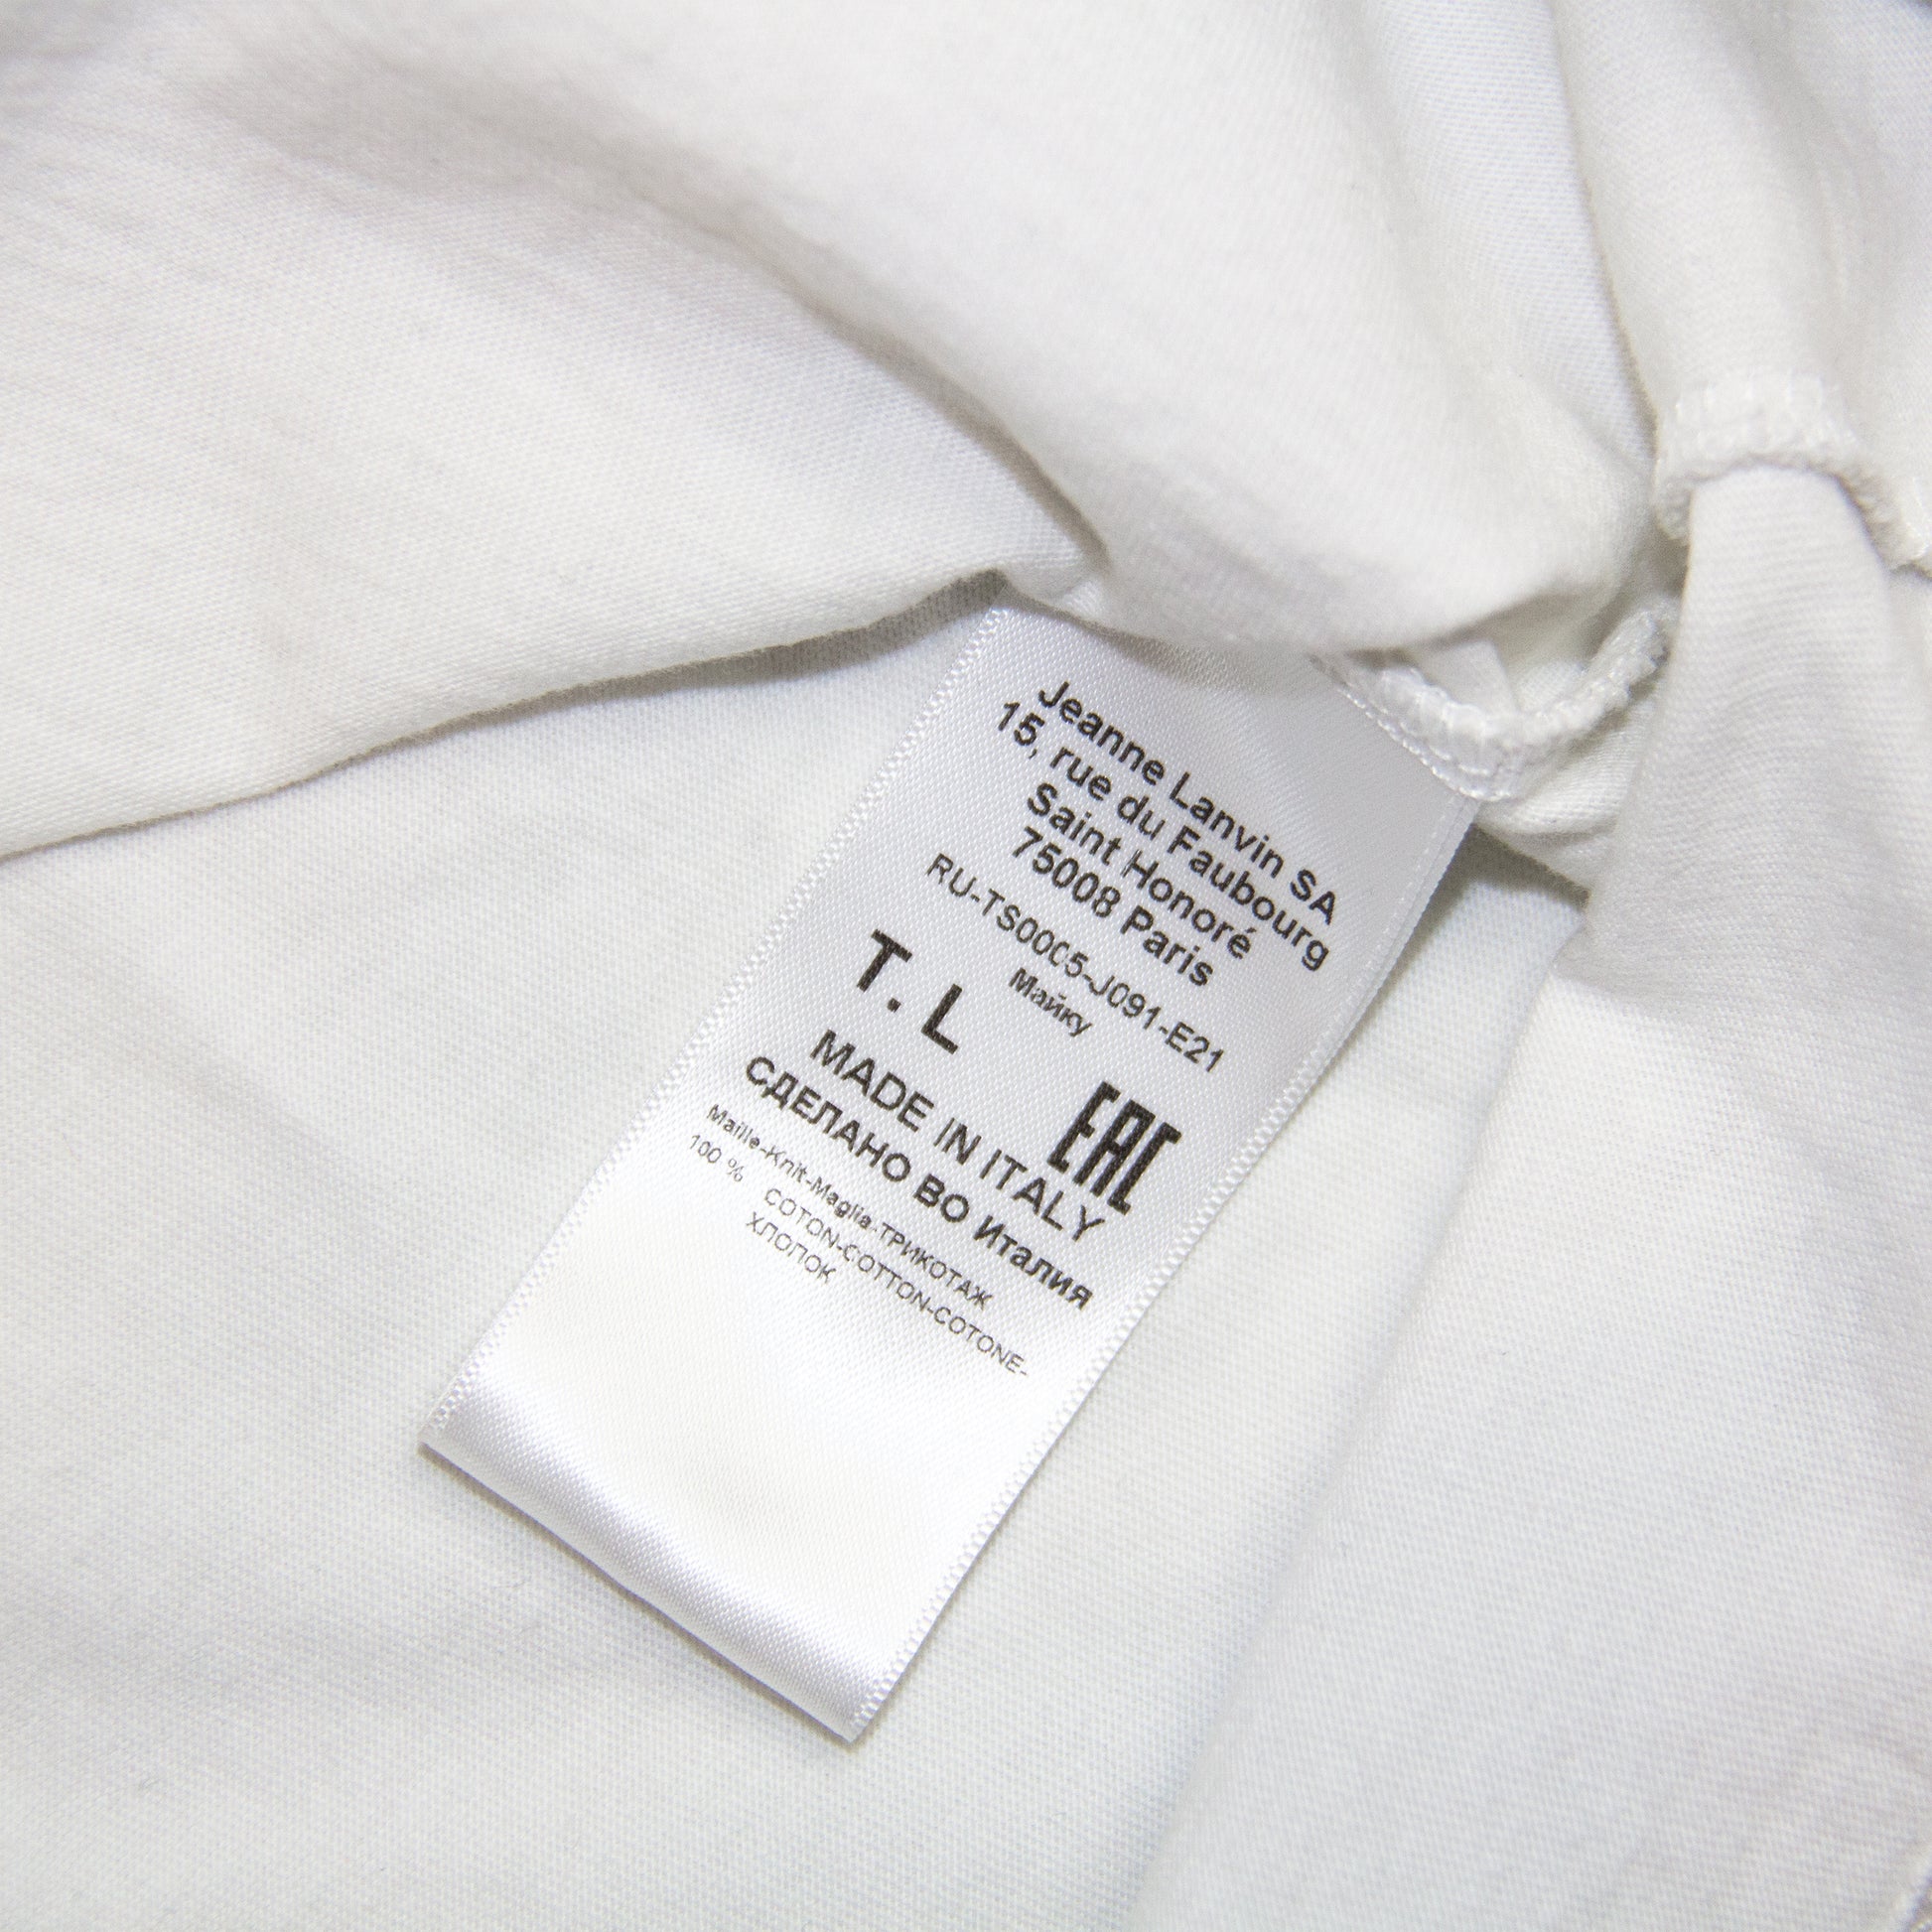 Jeanne Lanvin SA
15, rue du Faubourg
Saint Honoré
75008 Paris
RU-TS0005-J091-E21
Майку
T. L
EAC
MADE IN ITALY
СДЕЛАНО ВО Италия
Maille-Knit-Maglia-ТРИКОТАЖ
100 % COTON-COTTON-COTONE-
ХЛОПОК